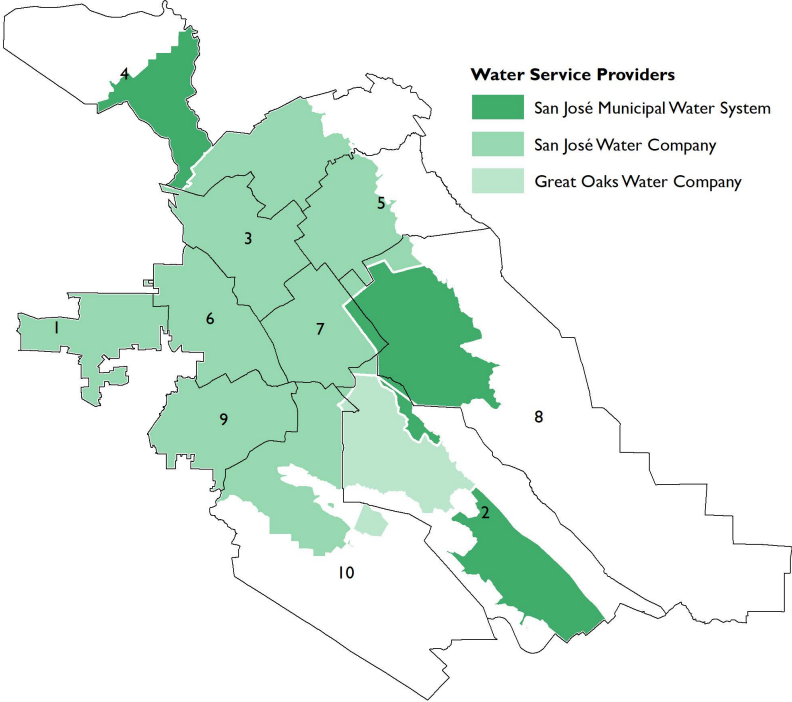 4
Water Service Providers
San José Municipal Water System
San José Water Company
Great Oaks Water Company
5
3
6
1
7
9
8
2
10